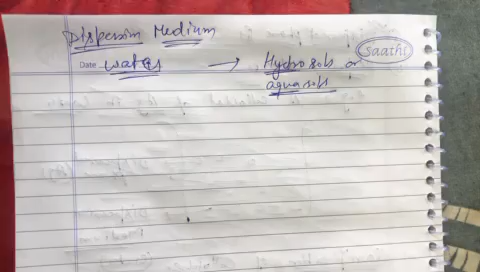 Dispersion Medium
saathi
Date water → Hydrosols or
aquasols